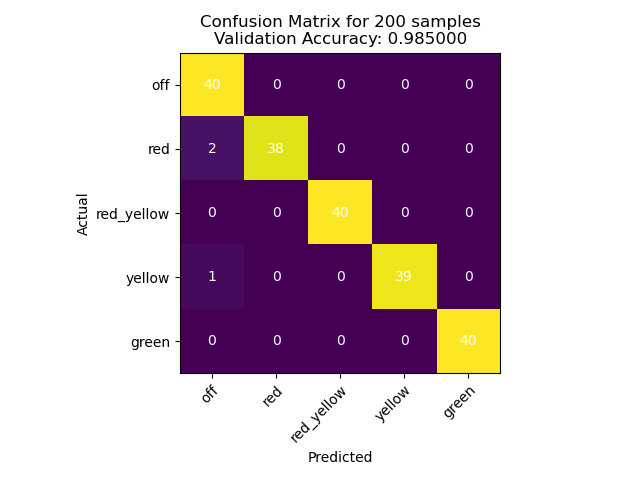 Confusion Matrix for 200 samples
Validation Accuracy: 0.985000
off 40 0 0 0 0
red 2 38 0 0 0
Actual
red_yellow 0 0 40 0 0
yellow 1 0 0 39 0
green 0 0 0 0 40
off red red_yellow yellow green
Predicted